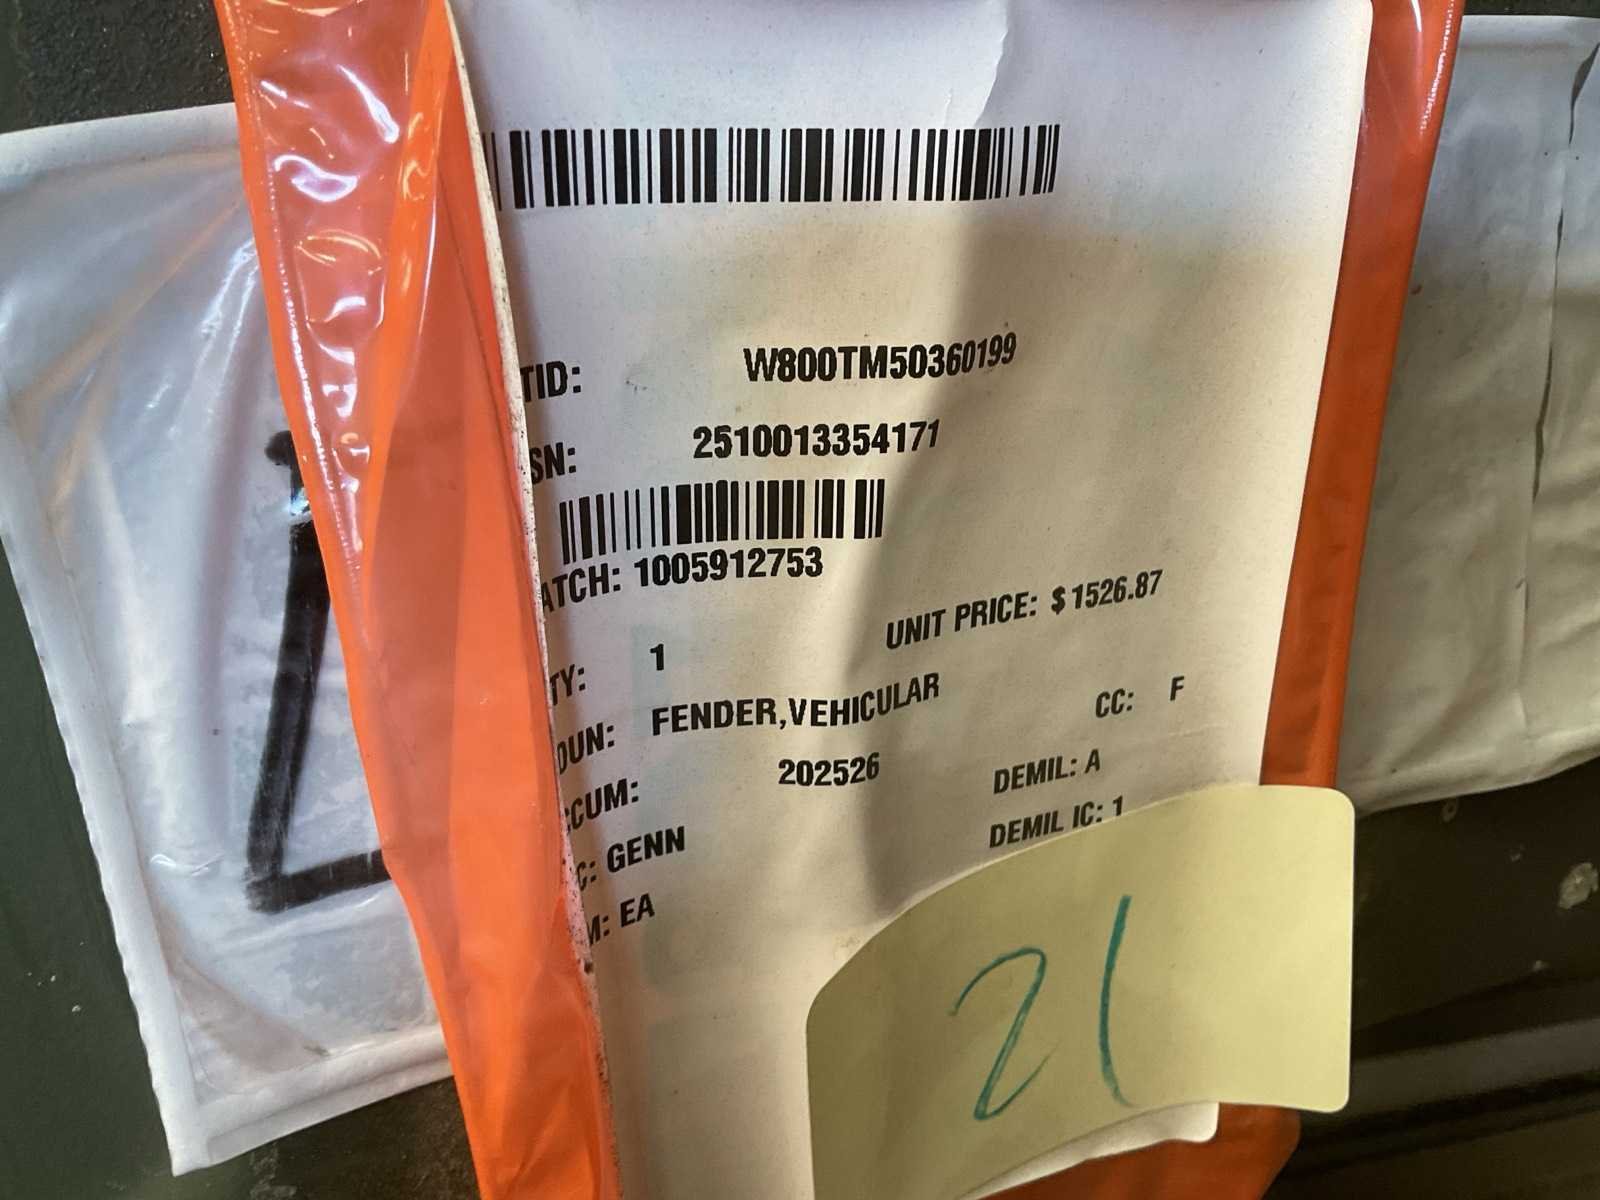 TID: W800TM50360199
SN: 2510013354171
ATCH: 1005912753
TY: 1 UNIT PRICE: $ 1526.87
OUN: FENDER,VEHICULAR CC: F
CCUM: 202526 DEMIL: A
C: GENN DEMIL IC: 1
M: EA
21